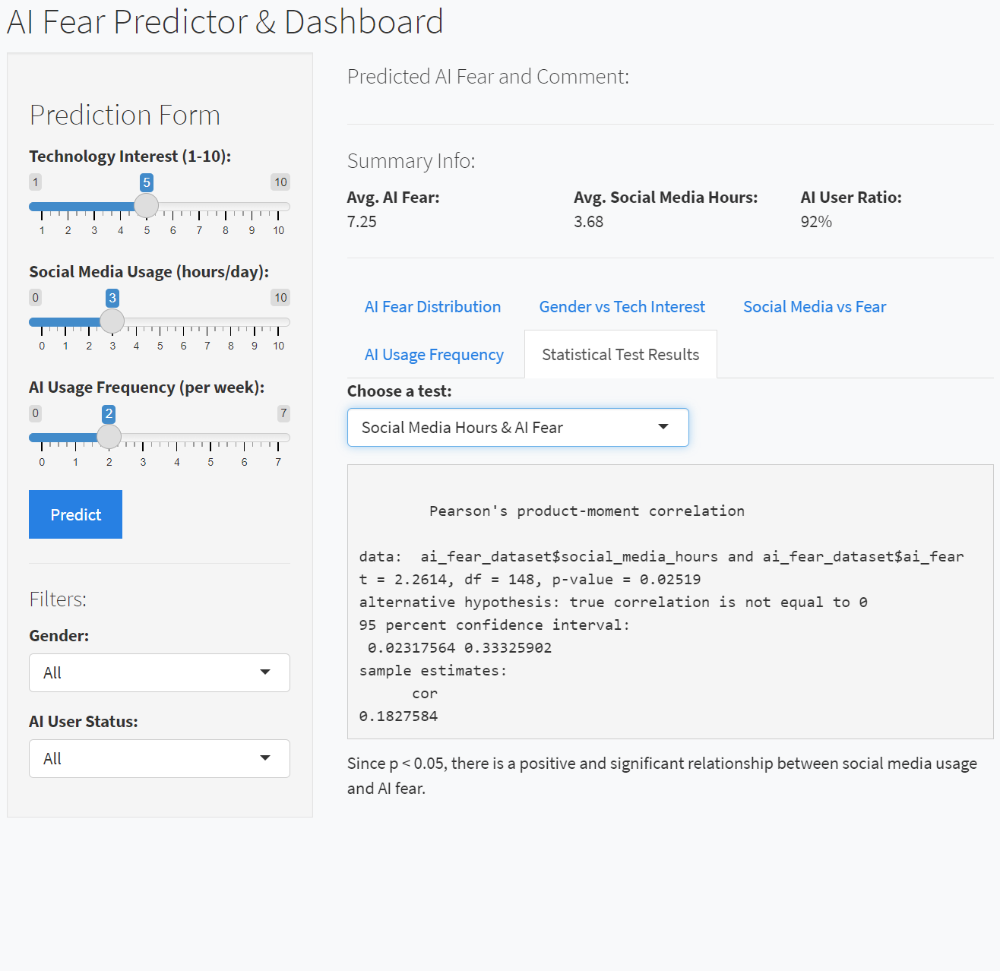 AI Fear Predictor & Dashboard
Prediction Form
Technology Interest (1-10):
1 5 10
1 2 3 4 5 6 7 8 9 10
Social Media Usage (hours/day):
0 3 10
0 1 2 3 4 5 6 7 8 9 10
AI Usage Frequency (per week):
0 2 7
0 1 2 3 4 5 6 7
Predict
Filters:
Gender:
All
AI User Status:
All
Predicted AI Fear and Comment:
Summary Info:
Avg. AI Fear: Avg. Social Media Hours: AI User Ratio:
7.25 3.68 92%
AI Fear Distribution Gender vs Tech Interest Social Media vs Fear
AI Usage Frequency Statistical Test Results
Choose a test:
Social Media Hours & AI Fear
Pearson's product-moment correlation
data:  ai_fear_dataset$social_media_hours and ai_fear_dataset$ai_fear
t = 2.2614, df = 148, p-value = 0.02519
alternative hypothesis: true correlation is not equal to 0
95 percent confidence interval:
0.02317564 0.33325902
sample estimates:
cor
0.1827584
Since p < 0.05, there is a positive and significant relationship between social media usage
and AI fear.